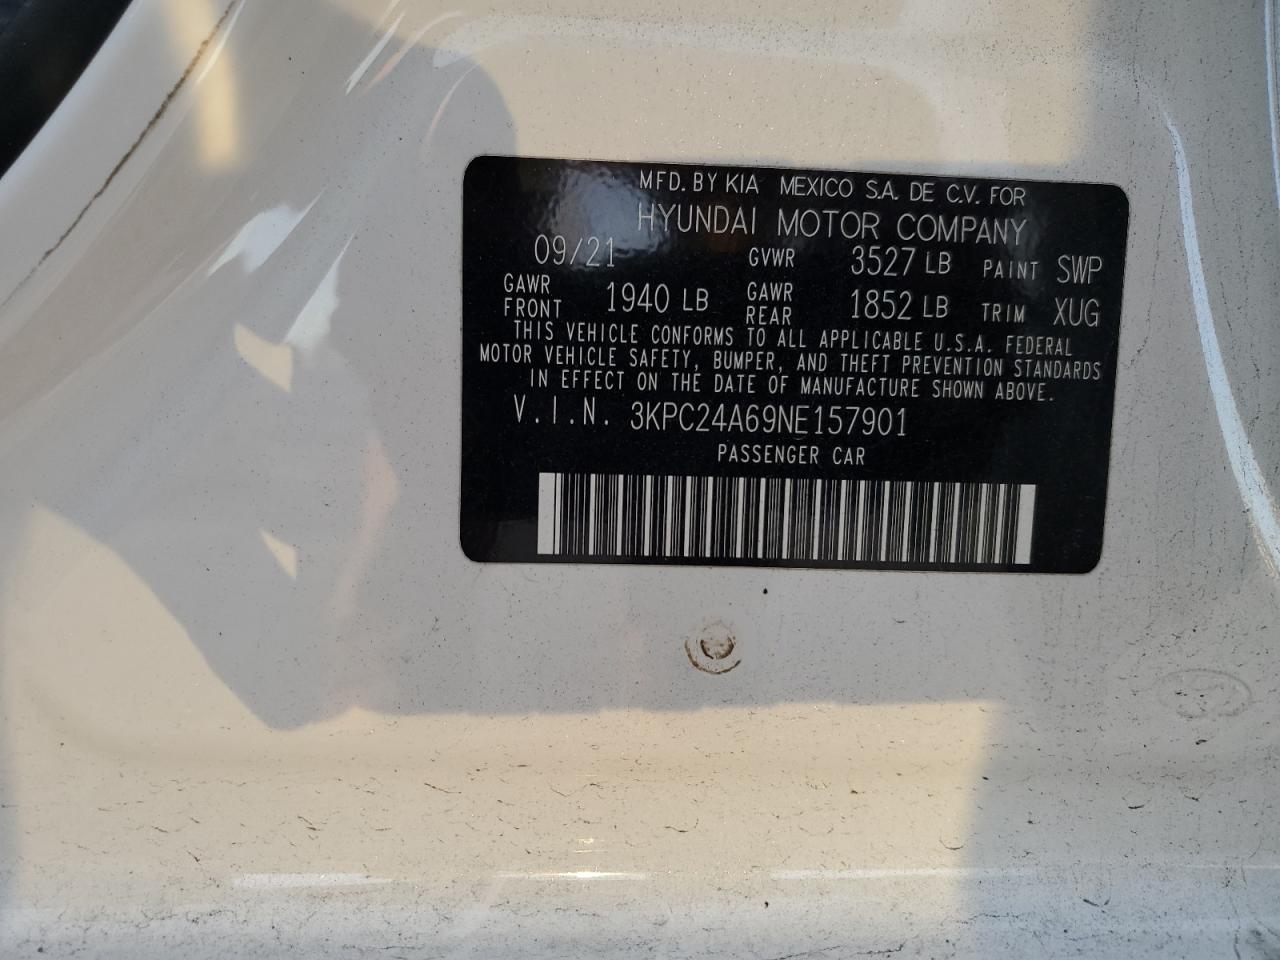 MFD. BY KIA MEXICO S.A. DE C.V. FOR
HYUNDAI MOTOR COMPANY
09/21 GVWR 3527 LB PAINT SWP
GAWR FRONT 1940 LB GAWR REAR 1852 LB TRIM XUG
THIS VEHICLE CONFORMS TO ALL APPLICABLE U.S.A. FEDERAL
MOTOR VEHICLE SAFETY, BUMPER, AND THEFT PREVENTION STANDARDS
IN EFFECT ON THE DATE OF MANUFACTURE SHOWN ABOVE.
V.I.N. 3KPC24A69NE157901
PASSENGER CAR